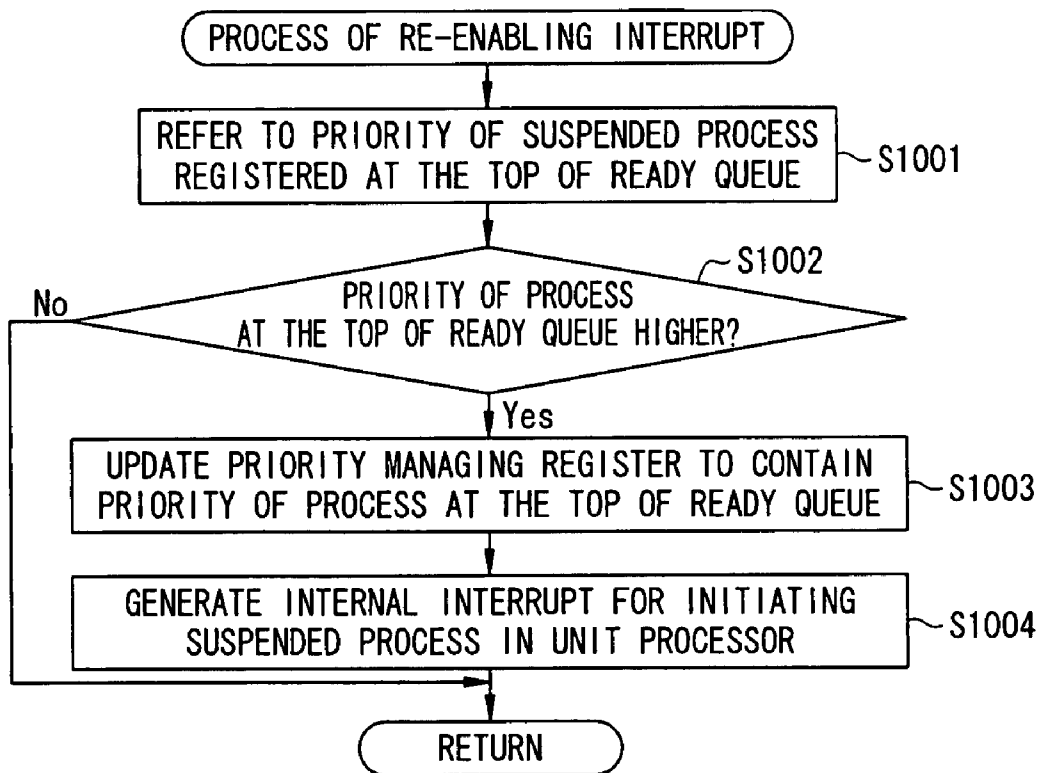 PROCESS OF RE-ENABLING INTERRUPT
REFER TO PRIORITY OF SUSPENDED PROCESS
REGISTERED AT THE TOP OF READY QUEUE
S1001
S1002
PRIORITY OF PROCESS
AT THE TOP OF READY QUEUE HIGHER?
No
Yes
UPDATE PRIORITY MANAGING REGISTER TO CONTAIN
PRIORITY OF PROCESS AT THE TOP OF READY QUEUE
S1003
GENERATE INTERNAL INTERRUPT FOR INITIATING
SUSPENDED PROCESS IN UNIT PROCESSOR
S1004
RETURN